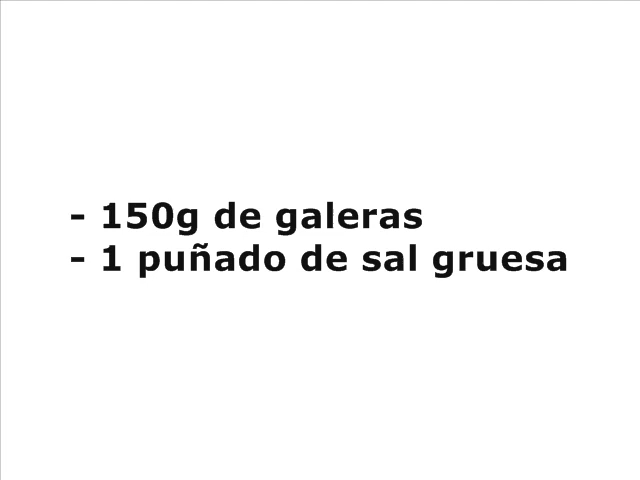 - 150g de galeras
- 1 puñado de sal gruesa